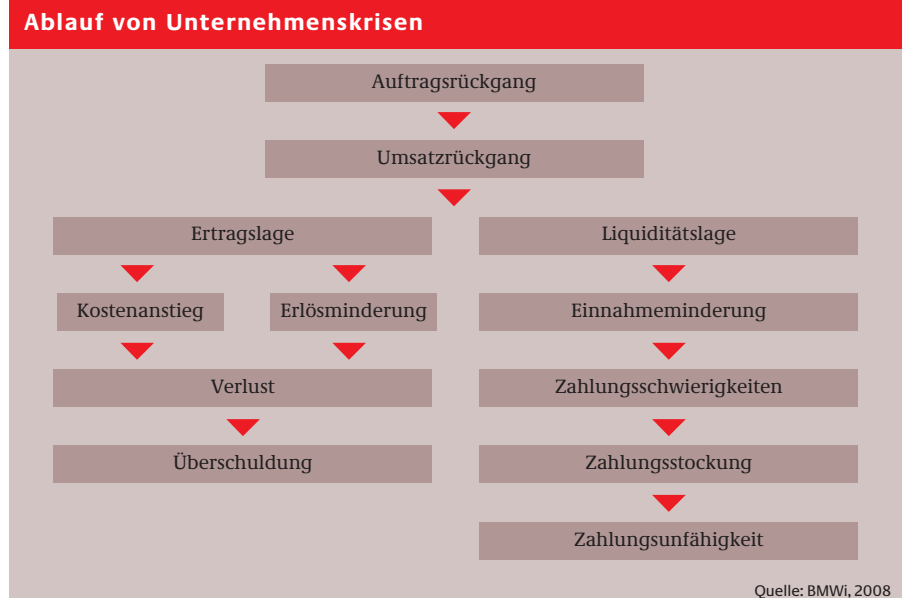 Ablauf von Unternehmenskrisen
Auftragsrückgang
Umsatzrückgang
Ertragslage
Liquiditätslage
Kostenanstieg
Erlösminderung
Einnahmeminderung
Verlust
Zahlungsschwierigkeiten
Überschuldung
Zahlungsstockung
Zahlungsunfähigkeit
Quelle: BMWi, 2008